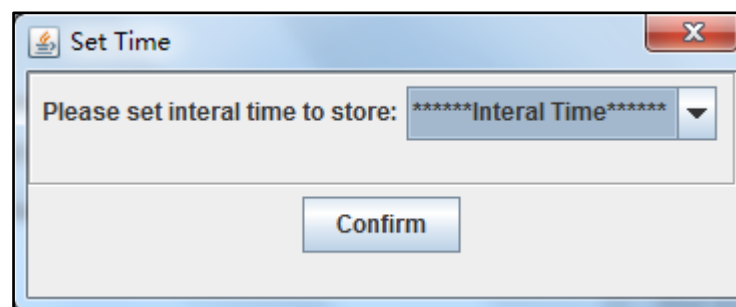 Set Time
Please set interal time to store: ******Interal Time******
Confirm